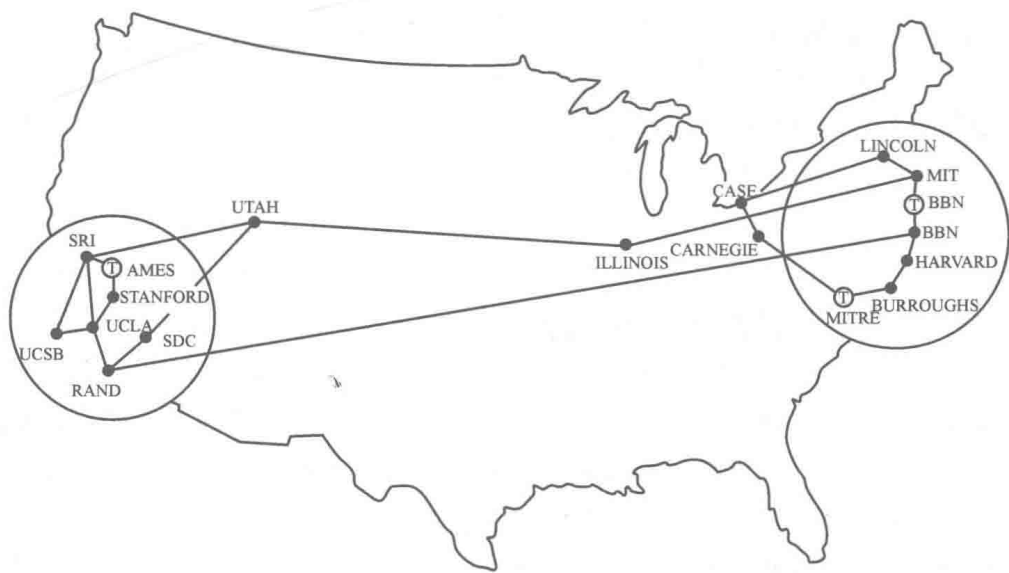 LINCOLN
MIT
CASE
T BBN
UTAH
BBN
SRI
CARNEGIE
ILLINOIS
HARVARD
T AMES
STANFORD
T
BURROUGHS
MITRE
UCLA
SDC
UCSB
RAND